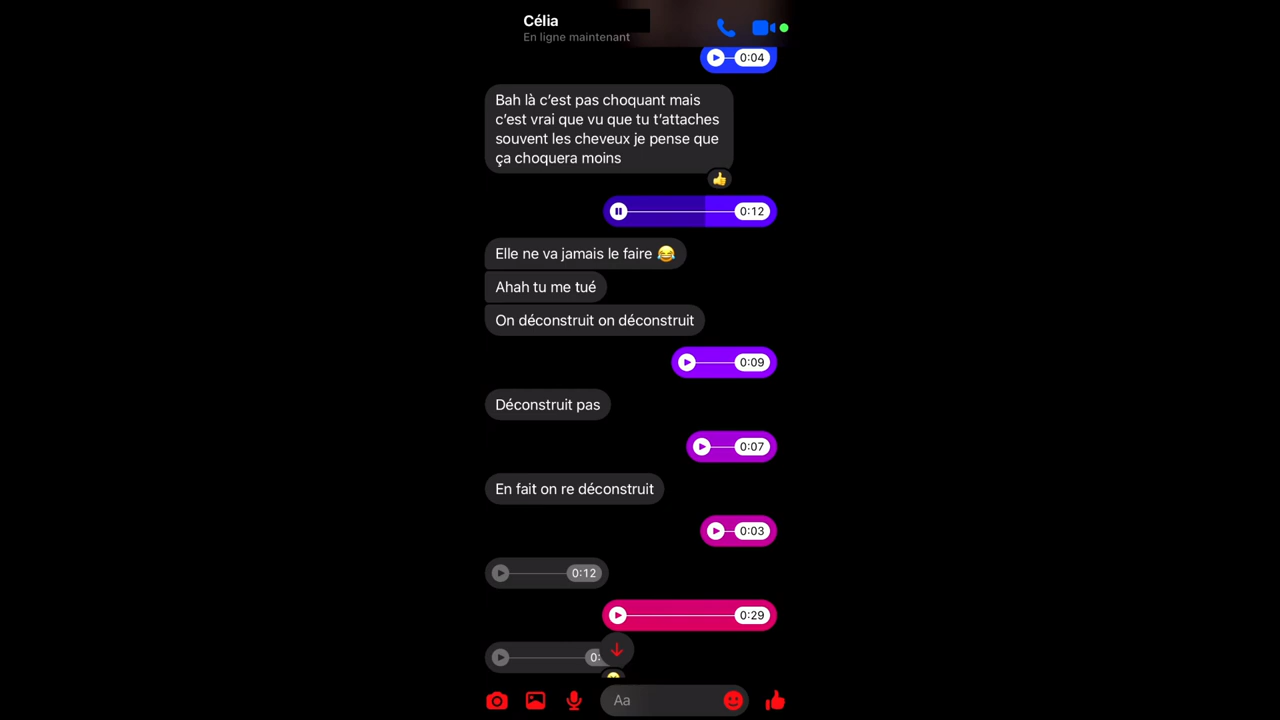 Célia
En ligne maintenant
0:04
Bah là c’est pas choquant mais
c’est vrai que vu que tu t’attaches
souvent les cheveux je pense que
ça choquera moins
0:12
Elle ne va jamais le faire 😂
Ahah tu me tué
On déconstruit on déconstruit
0:09
Déconstruit pas
0:07
En fait on re déconstruit
0:03
0:12
0:29
0:
Aa